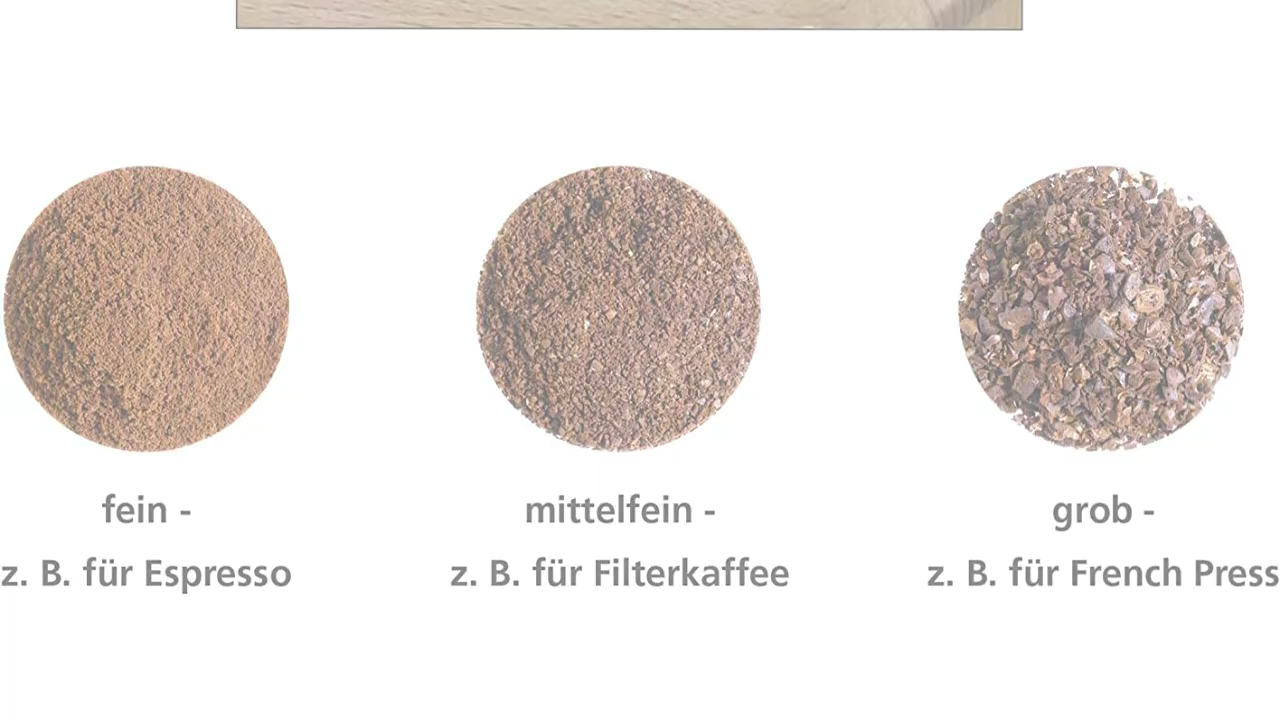 fein -
z. B. für Espresso
mittelfein -
z. B. für Filterkaffee
grob -
z. B. für French Press